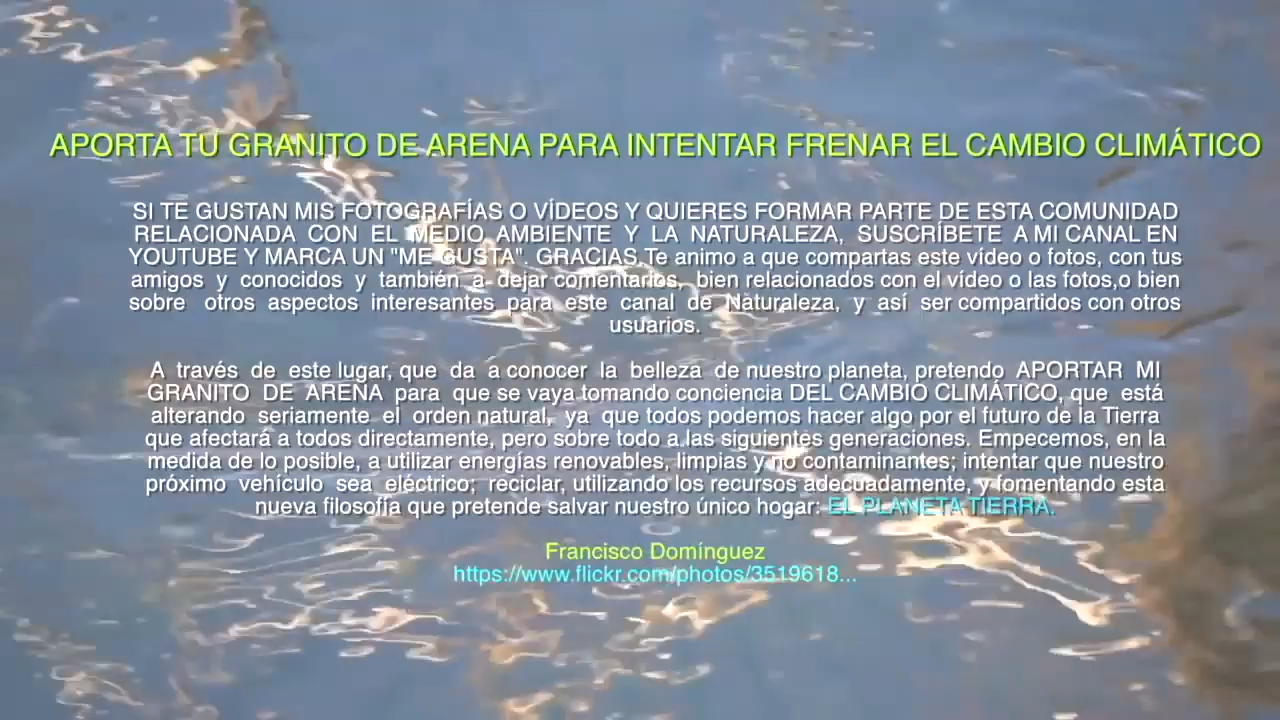 APORTA TU GRANITO DE ARENA PARA INTENTAR FRENAR EL CAMBIO CLIMÁTICO
SI TE GUSTAN MIS FOTOGRAFÍAS O VÍDEOS Y QUIERES FORMAR PARTE DE ESTA COMUNIDAD
RELACIONADA CON EL MEDIO AMBIENTE Y LA NATURALEZA, SUSCRÍBETE A MI CANAL EN
YOUTUBE Y MARCA UN "ME GUSTA". GRACIAS.Te animo a que compartas este vídeo o fotos, con tus
amigos y conocidos y también a dejar comentarios, bien relacionados con el vídeo o las fotos,o bien
sobre otros aspectos interesantes para este canal de Naturaleza, y así ser compartidos con otros
usuarios.
A través de este lugar, que da a conocer la belleza de nuestro planeta, pretendo APORTAR MI
GRANITO DE ARENA para que se vaya tomando conciencia DEL CAMBIO CLIMÁTICO, que está
alterando seriamente el orden natural, ya que todos podemos hacer algo por el futuro de la Tierra
que afectará a todos directamente, pero sobre todo a las siguientes generaciones. Empecemos, en la
medida de lo posible, a utilizar energías renovables, limpias y no contaminantes; intentar que nuestro
próximo vehículo sea eléctrico; reciclar, utilizando los recursos adecuadamente, y fomentando esta
nueva filosofía que pretende salvar nuestro único hogar: EL PLANETA TIERRA.
Francisco Domínguez
https://www.flickr.com/photos/3519618...